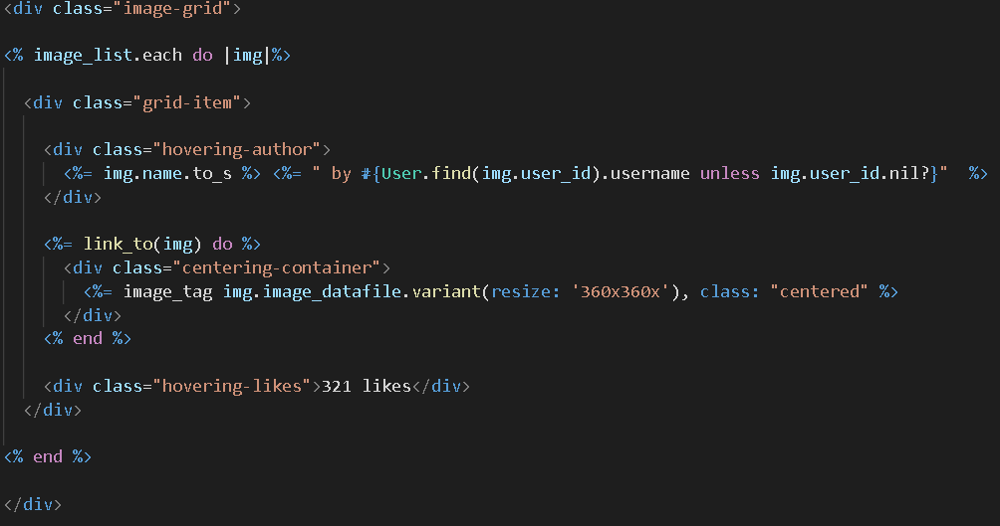 <div class="image-grid">
<% image_list.each do |img|%>
<div class="grid-item">
<div class="hovering-author">
<%= img.name.to_s %> <%= " by #{User.find(img.user_id).username unless img.user_id.nil?}"  %>
</div>
<%= link_to(img) do %>
<div class="centering-container">
<%= image_tag img.image_datafile.variant(resize: '360x360x'), class: "centered" %>
</div>
<% end %>
<div class="hovering-likes">321 likes</div>
</div>
<% end %>
</div>